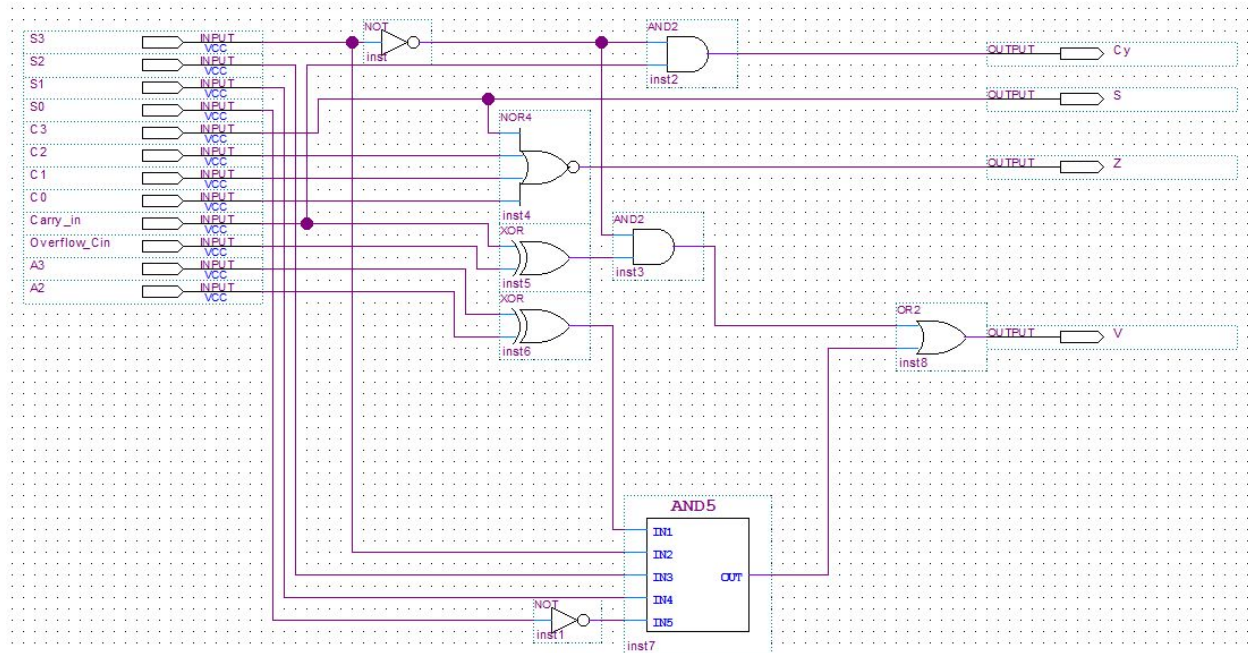 S3 INPUT VCC
S2 INPUT VCC
S1 INPUT VCC
S0 INPUT VCC
C3 INPUT VCC
C2 INPUT VCC
C1 INPUT VCC
C0 INPUT VCC
Carry_in INPUT VCC
Overflow_Cin INPUT VCC
A3 INPUT VCC
A2 INPUT VCC
NOT
inst
AND2
inst2
OUTPUT Cy
OUTPUT S
NOR4
inst4
OUTPUT Z
XOR
inst5
AND2
inst3
XOR
inst6
OR2
inst8
OUTPUT V
AND5
IN1
IN2
IN3 OUT
IN4
IN5
inst7
NOT
inst1